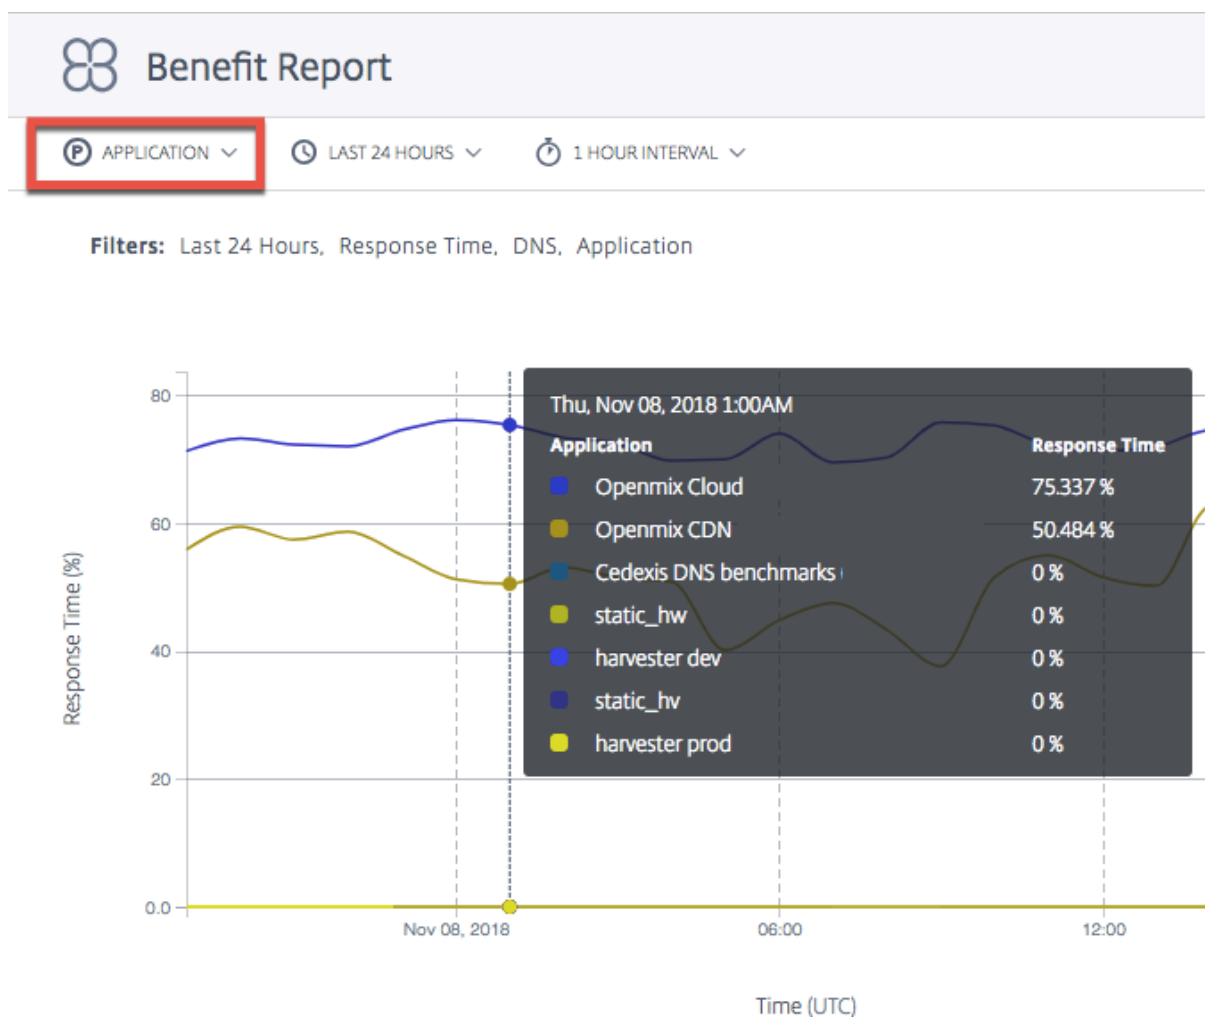 Benefit Report
P APPLICATION LAST 24 HOURS 1 HOUR INTERVAL
Filters: Last 24 Hours, Response Time, DNS, Application
Response Time (%)
80
60
40
20
0.0
Thu, Nov 08, 2018 1:00AM
Application Response Time
Openmix Cloud 75.337 %
Openmix CDN 50.484 %
Cedexis DNS benchmarks 0 %
static_hw 0 %
harvester dev 0 %
static_hv 0 %
harvester prod 0 %
Nov 08, 2018 06:00 12:00
Time (UTC)